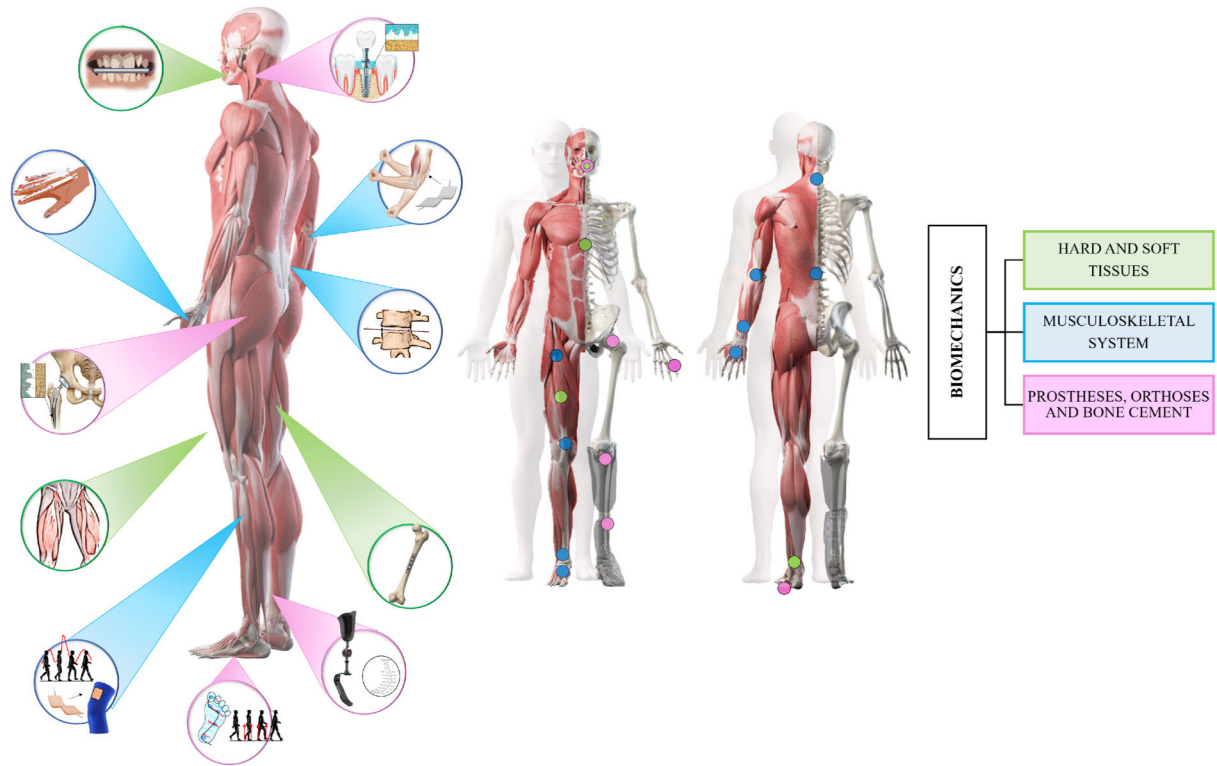 BIOMECHANICS
HARD AND SOFT
TISSUES
MUSCULOSKELETAL
SYSTEM
PROSTHESES, ORTHOSES
AND BONE CEMENT